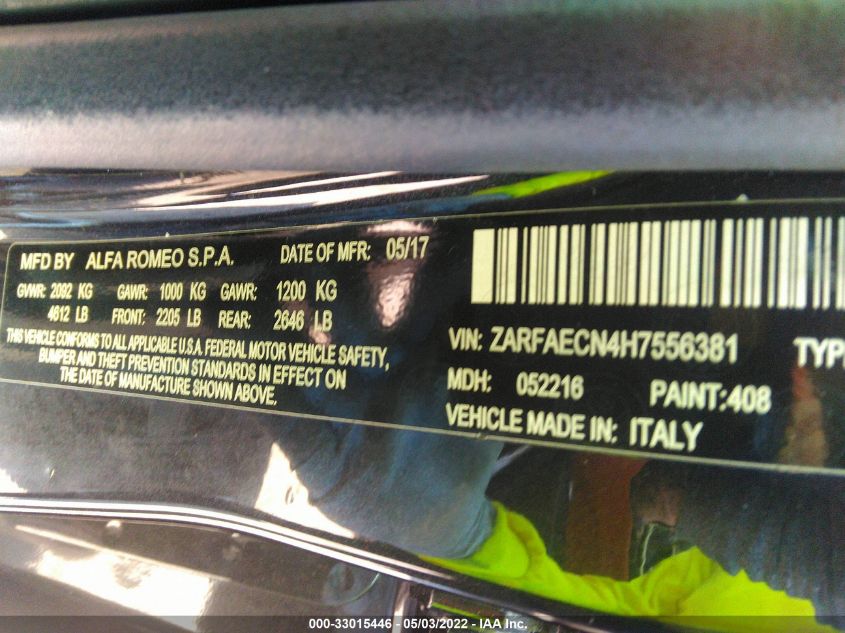 MFD BY ALFA ROMEO S.P.A. DATE OF MFR: 05/17
GVWR: 2092 KG GAWR: 1000 KG GAWR: 1200 KG
4612 LB FRONT: 2205 LB REAR: 2646 LB
THIS VEHICLE CONFORMS TO ALL APPLICABLE U.S.A. FEDERAL MOTOR VEHICLE SAFETY,
BUMPER AND THEFT PREVENTION STANDARDS IN EFFECT ON
THE DATE OF MANUFACTURE SHOWN ABOVE.
VIN: ZARFAECN4H7556381 TYP
MDH: 052216 PAINT:408
VEHICLE MADE IN: ITALY
000-33015446 - 05/03/2022 - IAA Inc.